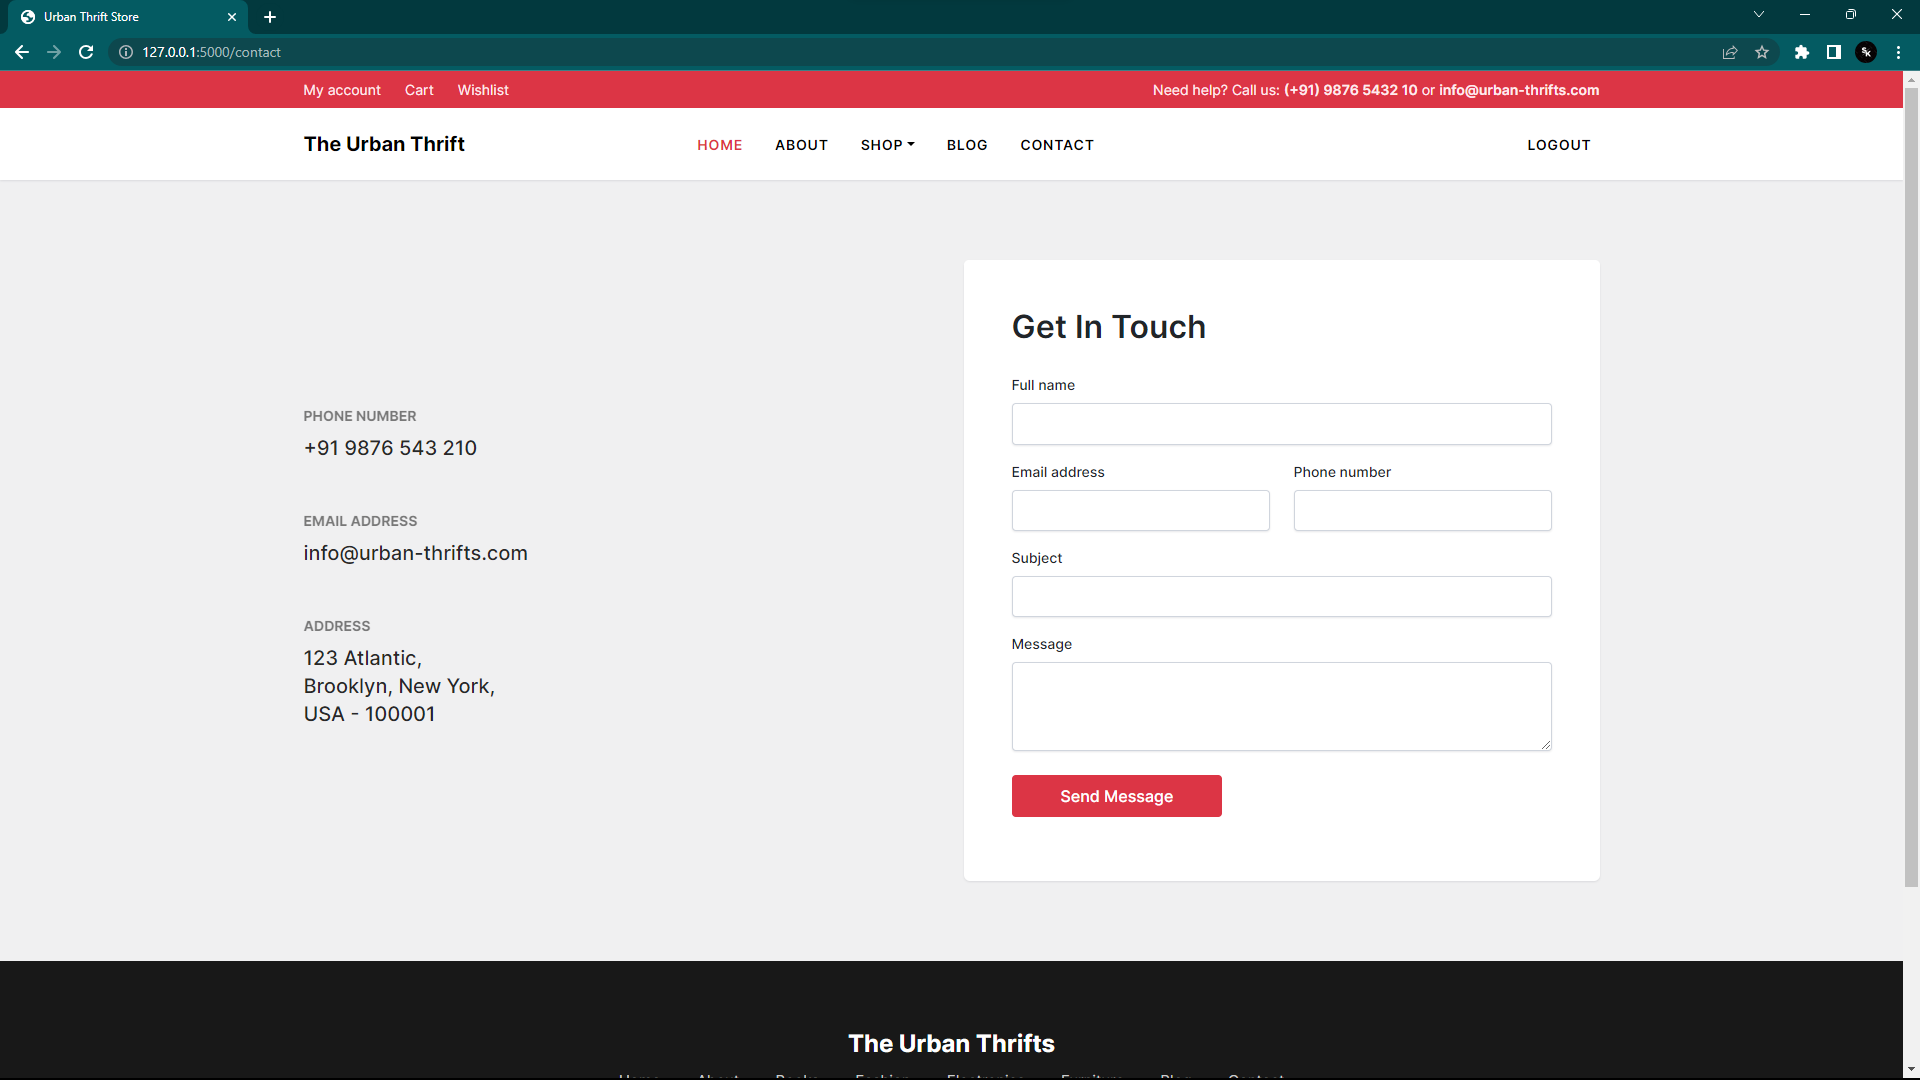 Urban Thrift Store
127.0.0.1:5000/contact
My account Cart Wishlist
Need help? Call us: (+91) 9876 5432 10 or info@urban-thrifts.com
The Urban Thrift
HOME ABOUT SHOP BLOG CONTACT
LOGOUT
PHONE NUMBER
+91 9876 543 210
EMAIL ADDRESS
info@urban-thrifts.com
ADDRESS
123 Atlantic,
Brooklyn, New York,
USA - 100001
Get In Touch
Full name
Email address Phone number
Subject
Message
Send Message
The Urban Thrifts